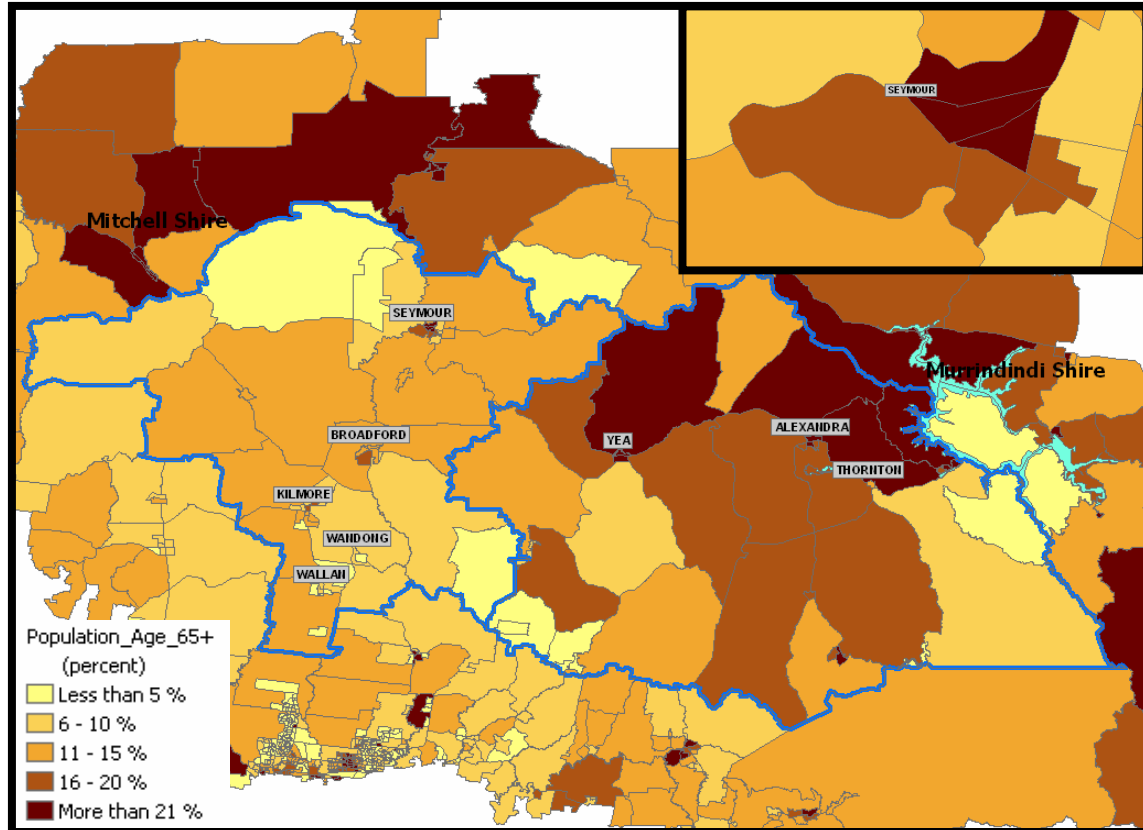 SEYMOUR
Mitchell Shire
SEYMOUR
Murrindindi Shire
BROADFORD
YEA
ALEXANDRA
THORNTON
KILMORE
WANDONG
WALLAN
Population_Age_65+
(percent)
Less than 5 %
6 - 10 %
11 - 15 %
16 - 20 %
More than 21 %